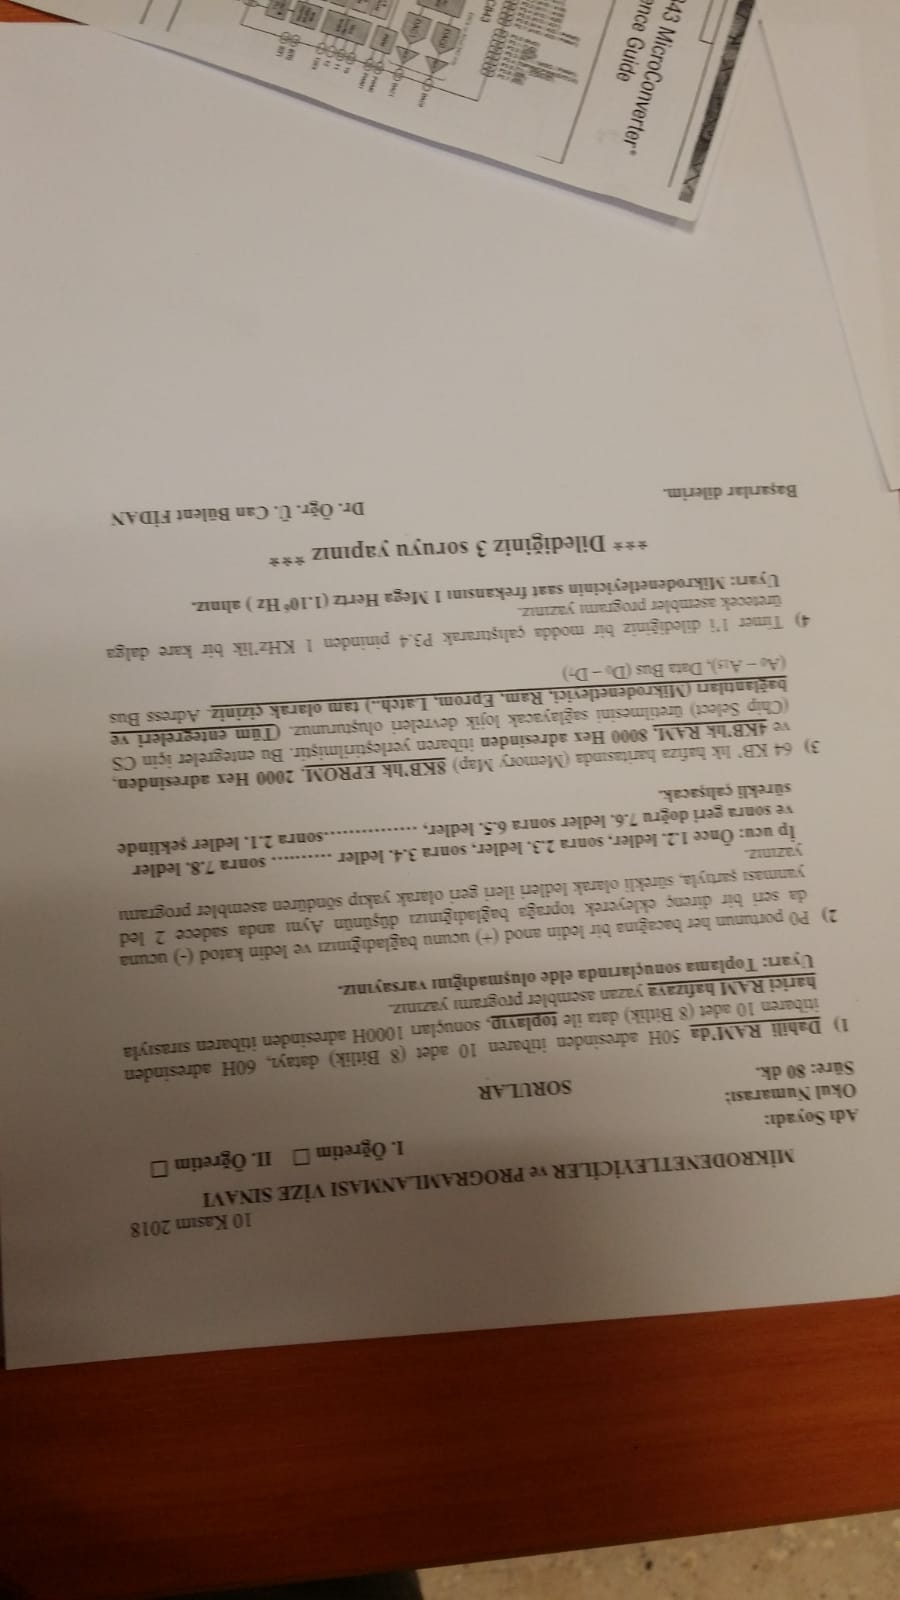 10 Kasım 2018
MİKRODENETLEYİCİLER ve PROGRAMLANMASI VİZE SINAVI
I. Öğretim □ II. Öğretim □
Adı Soyadı:
Okul Numarası:
Süre: 80 dk.
SORULAR
1) Dahili RAM'da 50H adresinden itibaren 10 adet (8 Bitlik) datayı, 60H adresinden
itibaren 10 adet (8 Bitlik) data ile toplayıp, sonuçları 1000H adresinden itibaren sırasıyla
harici RAM hafızaya yazan asembler programı yazınız.
Uyarı: Toplama sonuçlarında elde oluşmadığını varsayınız.
2) P0 portunun her bacağına bir ledin anod (+) ucunu bağladığımızı ve ledin katod (-) ucuna
da seri bir direnç ekleyerek toprağa bağladığımızı düşünün Aynı anda sadece 2 led
yanması şartıyla, sürekli olarak ledleri ileri geri olarak yakıp söndüren asembler programı
yazınız.
İp ucu: Önce 1.2. ledler, sonra 2.3. ledler, sonra 3.4. ledler .......... sonra 7.8. ledler
ve sonra geri doğru 7.6. ledler sonra 6.5. ledler, ...............sonra 2.1. ledler şeklinde
sürekli çalışacak.
3) 64 KB' lık hafıza haritasında (Memory Map) 8KB'lık EPROM, 2000 Hex adresinden,
ve 4KB'lık RAM, 8000 Hex adresinden itibaren yerleştirilmiştir. Bu entegreler için CS
(Chip Select) üretilmesini sağlayacak lojik devreleri oluşturunuz. (Tüm entegreleri ve
bağlantıları (Mikrodenetleyici, Ram, Eprom, Latch..) tam olarak çiziniz. Adress Bus
(A0 – A15), Data Bus (D0 – D7)
4) Timer 1'i dilediğiniz bir modda çalıştırarak P3.4 pininden 1 KHz'lik bir kare dalga
üretecek asembler programı yazınız.
Uyarı: Mikrodenetleyicinin saat frekansını 1 Mega Hertz (1.10⁶ Hz ) alınız.
*** Dilediğiniz 3 soruyu yapınız ***
Başarılar dilerim.
Dr. Öğr. Ü. Can Bülent FİDAN
843 MicroConverter®
ence Guide